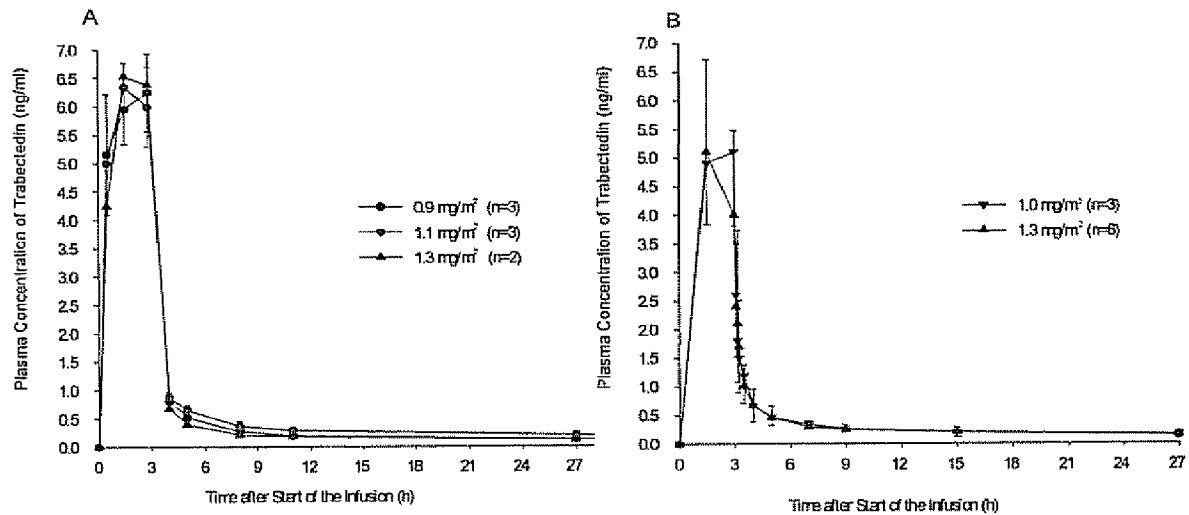 A
7.0
6.5
6.0
5.5
5.0
4.5
4.0
3.5
3.0
2.5
2.0
1.5
1.0
0.5
0.0
Plasma Concentration of Trabectedin (ng/ml)
0.9 mg/m² (n=3)
1.1 mg/m² (n=3)
1.3 mg/m² (n=2)
0 3 6 9 12 15 18 21 24 27
Time after Start of the Infusion (h)
B
7.0
6.5
6.0
5.5
5.0
4.5
4.0
3.5
3.0
2.5
2.0
1.5
1.0
0.5
0.0
Plasma Concentration of Trabectedin (ng/ml)
1.0 mg/m² (n=3)
1.3 mg/m² (n=6)
0 3 6 9 12 15 18 21 24 27
Time after Start of the Infusion (h)